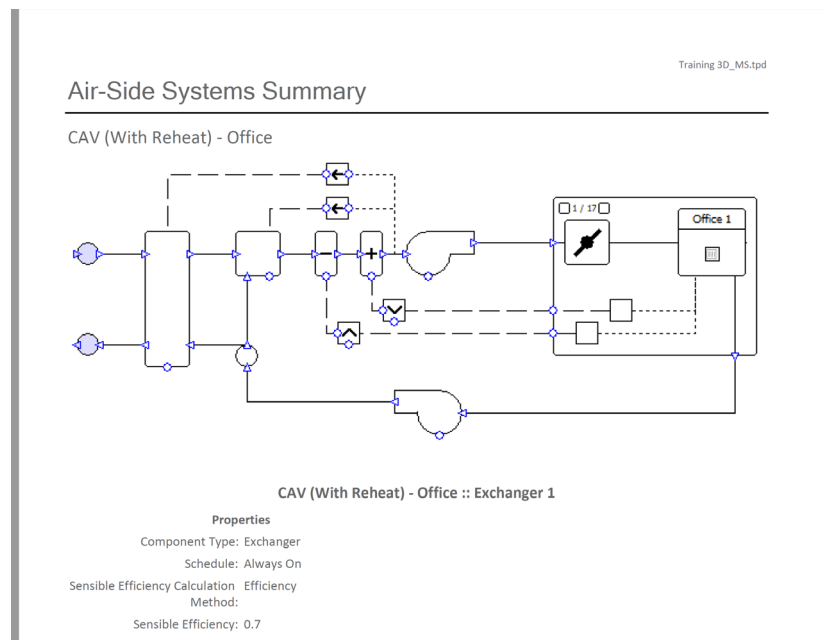 Training 3D_MS.tpd
Air-Side Systems Summary
CAV (With Reheat) - Office
1 / 17
Office 1
CAV (With Reheat) - Office :: Exchanger 1
Properties
Component Type: Exchanger
Schedule: Always On
Sensible Efficiency Calculation Efficiency
Method:
Sensible Efficiency: 0.7